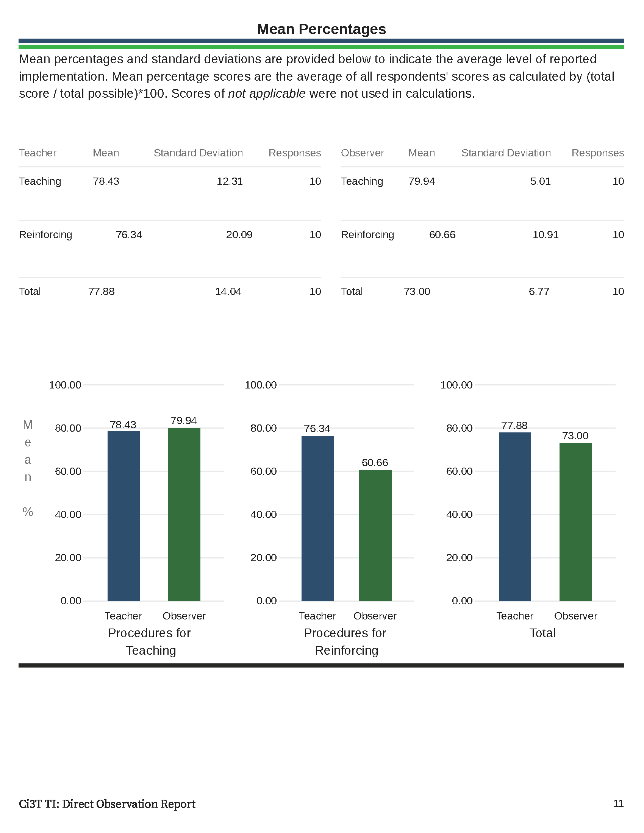 Mean Percentages
Mean percentages and standard deviations are provided below to indicate the average level of reported
implementation. Mean percentage scores are the average of all respondents' scores as calculated by (total
score / total possible)*100. Scores of not applicable were not used in calculations.
Teacher Mean Standard Deviation Responses Observer Mean Standard Deviation Responses
Teaching 78.43 12.31 10 Teaching 79.94 5.01 10
Reinforcing 76.34 20.09 10 Reinforcing 60.66 10.91 10
Total 77.88 14.04 10 Total 73.00 6.77 10
100.00 100.00 100.00
Mean %
80.00 78.43 79.94 80.00 76.34 80.00 77.88 73.00
60.00 60.00 60.66 60.00
40.00 40.00 40.00
20.00 20.00 20.00
0.00 0.00 0.00
Teacher Observer Teacher Observer Teacher Observer
Procedures for Procedures for Total
Teaching Reinforcing
Ci3T TI: Direct Observation Report 11